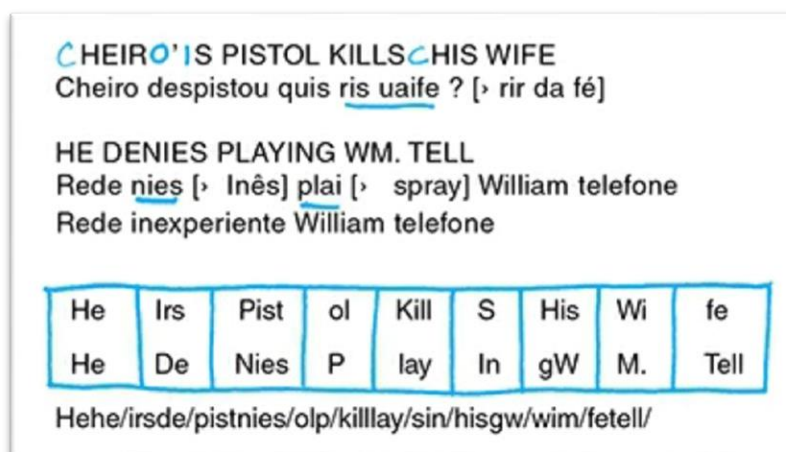 CHEIRO'IS PISTOL KILLSCHIS WIFE
Cheiro despistou quis ris uaife ? [› rir da fé]
HE DENIES PLAYING WM. TELL
Rede nies [› Inês] plai [› spray] William telefone
Rede inexperiente William telefone
He Irs Pist ol Kill S His Wi fe
He De Nies P lay In gW M. Tell
Hehe/irsde/pistnies/olp/killlay/sin/hisgw/wim/fetell/